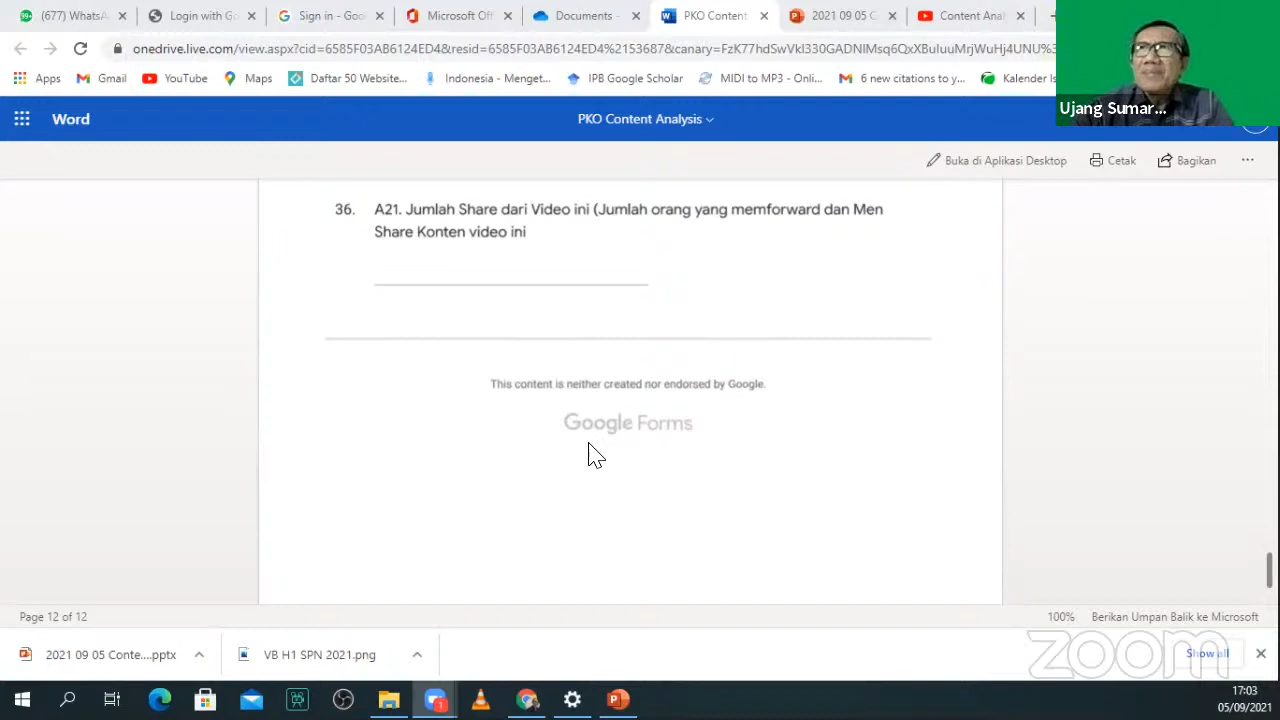 (677) WhatsA
Login with Go
Sign in - Goo
Microsoft Off
Documents -
PKO Content
2021 09 05 C
Content Anal
onedrive.live.com/view.aspx?cid=6585F03AB6124ED4&resid=6585F03AB6124ED4%2153687&canary=
Apps
Gmail
YouTube
Maps
Daftar 50 Website...
Indonesia - Menget...
IPB Google Scholar
MIDI to MP3 - Onli...
6 new citations to y...
Kalender Is
Ujang Sumar...
Word
PKO Content Analysis
Buka di Aplikasi Desktop
Cetak
Bagikan
36. A21. Jumlah Share dari Video ini (Jumlah orang yang memforward dan Men
Share Konten video ini
This content is neither created nor endorsed by Google.
Google Forms
Page 12 of 12
100%
Berikan Umpan Balik ke Microsoft
2021 09 05 Conte....pptx
VB H1 SPN 2021.png
Show all
zoom
17:03
05/09/2021